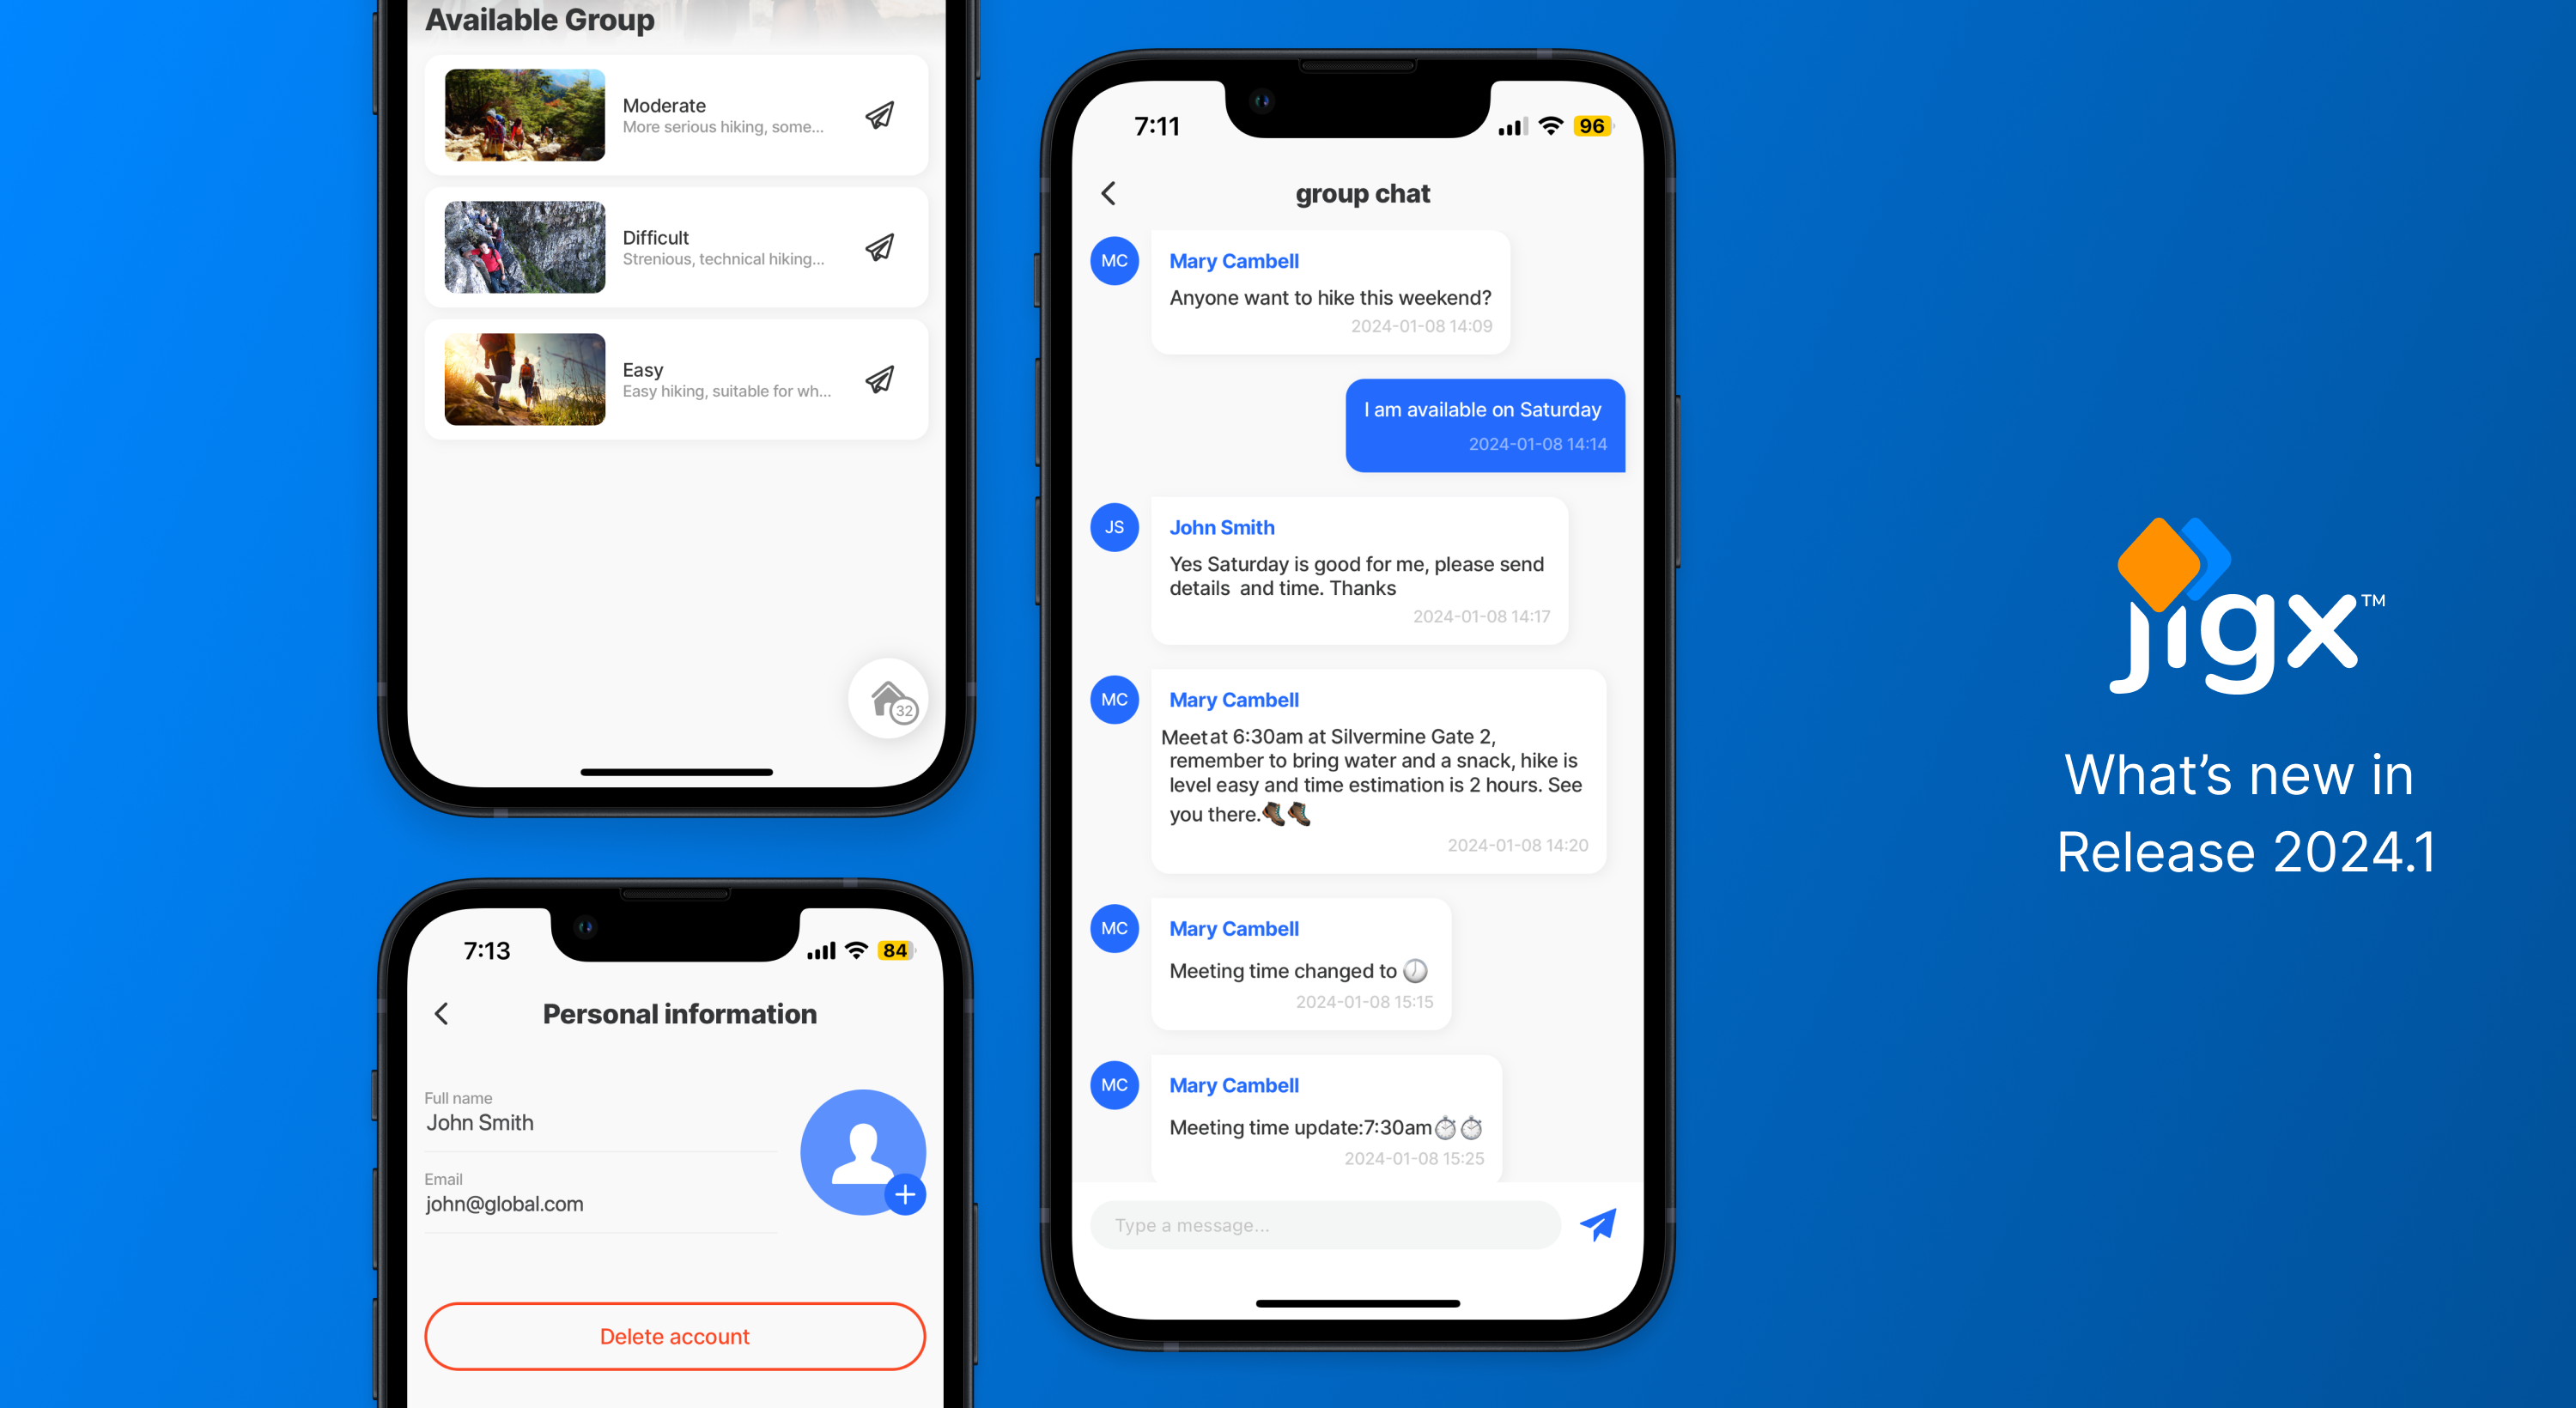 Available Group
Moderate
More serious hiking, some...
Difficult
Strenious, technical hiking...
Easy
Easy hiking, suitable for wh...
32
7:13
84
Personal information
Full name
John Smith
Email
john@global.com
Delete account
7:11
96
group chat
MC
Mary Cambell
Anyone want to hike this weekend?
2024-01-08 14:09
I am available on Saturday
2024-01-08 14:14
JS
John Smith
Yes Saturday is good for me, please send
details and time. Thanks
2024-01-08 14:17
MC
Mary Cambell
Meet at 6:30am at Silvermine Gate 2,
remember to bring water and a snack, hike is
level easy and time estimation is 2 hours. See
you there.🥾🥾
2024-01-08 14:20
MC
Mary Cambell
Meeting time changed to 🕖
2024-01-08 15:15
MC
Mary Cambell
Meeting time update:7:30am⏱️⏱️
2024-01-08 15:25
Type a message...
jigx™
What's new in
Release 2024.1